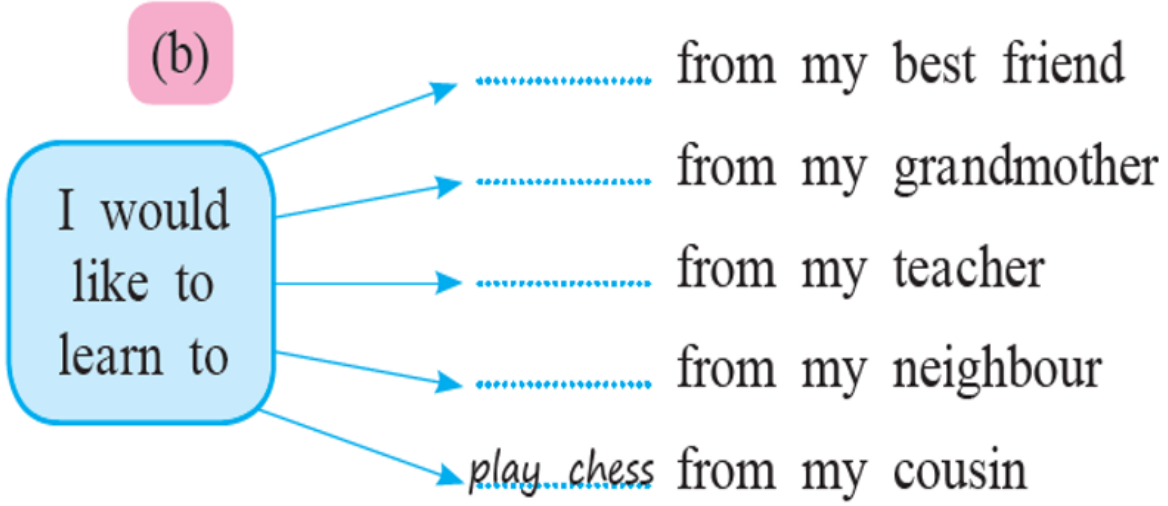 (b)
I would
like to
learn to
.......................... from my best friend
.......................... from my grandmother
.......................... from my teacher
.......................... from my neighbour
play chess from my cousin